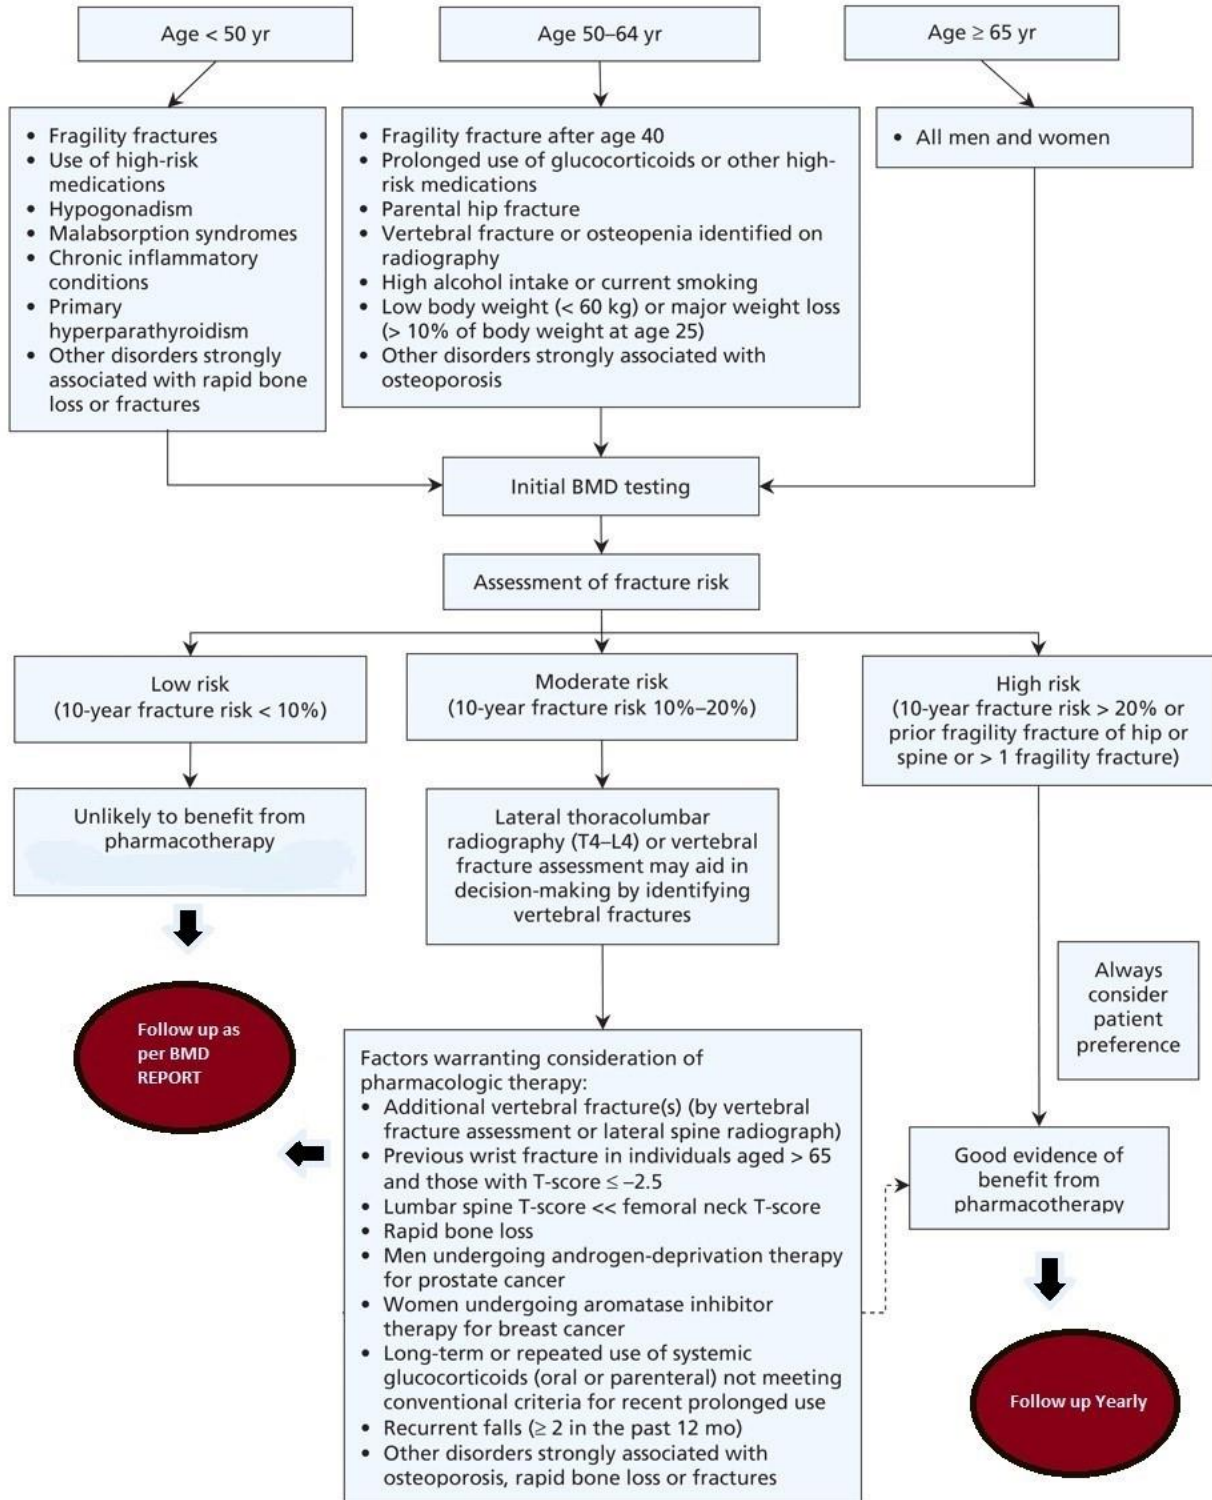 Age < 50 yr
Age 50–64 yr
Age ≥ 65 yr
• Fragility fractures
• Use of high-risk
medications
• Hypogonadism
• Malabsorption syndromes
• Chronic inflammatory
conditions
• Primary
hyperparathyroidism
• Other disorders strongly
associated with rapid bone
loss or fractures
• Fragility fracture after age 40
• Prolonged use of glucocorticoids or other high-
risk medications
• Parental hip fracture
• Vertebral fracture or osteopenia identified on
radiography
• High alcohol intake or current smoking
• Low body weight (< 60 kg) or major weight loss
(> 10% of body weight at age 25)
• Other disorders strongly associated with
osteoporosis
• All men and women
Initial BMD testing
Assessment of fracture risk
Low risk
(10-year fracture risk < 10%)
Moderate risk
(10-year fracture risk 10%–20%)
High risk
(10-year fracture risk > 20% or
prior fragility fracture of hip or
spine or > 1 fragility fracture)
Unlikely to benefit from
pharmacotherapy
Lateral thoracolumbar
radiography (T4–L4) or vertebral
fracture assessment may aid in
decision-making by identifying
vertebral fractures
Always
consider
patient
preference
Follow up as
per BMD
REPORT
Factors warranting consideration of
pharmacologic therapy:
• Additional vertebral fracture(s) (by vertebral
fracture assessment or lateral spine radiograph)
• Previous wrist fracture in individuals aged > 65
and those with T-score ≤ –2.5
• Lumbar spine T-score << femoral neck T-score
• Rapid bone loss
• Men undergoing androgen-deprivation therapy
for prostate cancer
• Women undergoing aromatase inhibitor
therapy for breast cancer
• Long-term or repeated use of systemic
glucocorticoids (oral or parenteral) not meeting
conventional criteria for recent prolonged use
• Recurrent falls (≥ 2 in the past 12 mo)
• Other disorders strongly associated with
osteoporosis, rapid bone loss or fractures
Good evidence of
benefit from
pharmacotherapy
Follow up Yearly